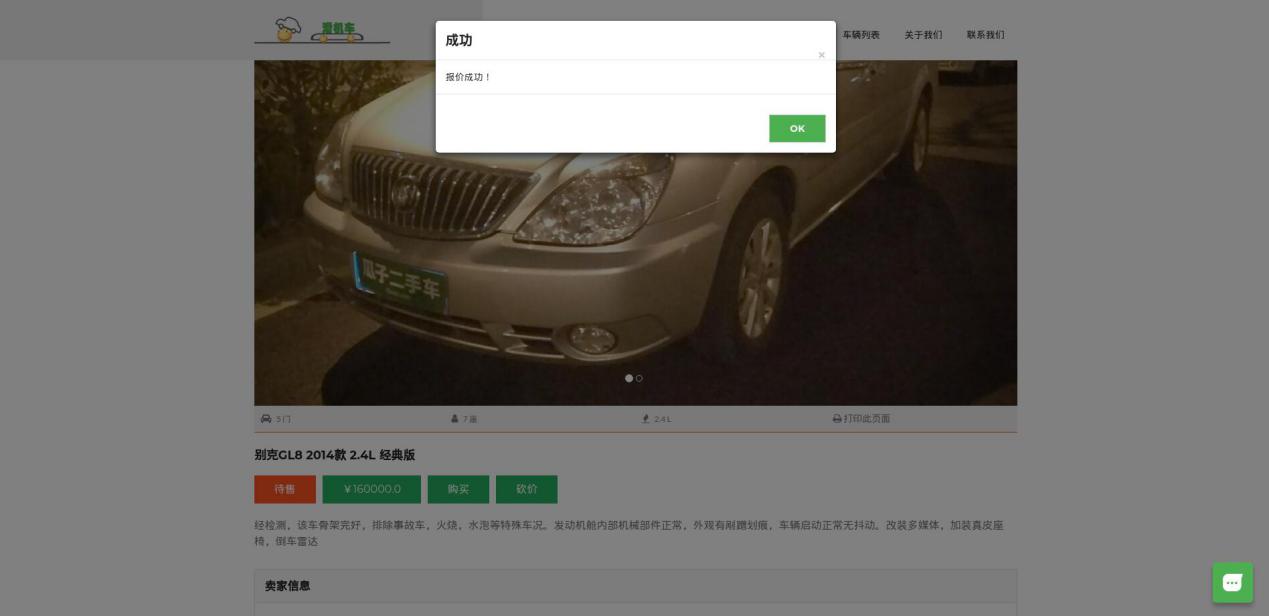 爱机车
车辆列表 关于我们 联系我们
成功
×
报价成功！
OK
瓜子二手车
5门 7座 2.4L 打印此页面
别克GL8 2014款 2.4L 经典版
待售 ￥160000.0 购买 砍价
经检测，该车骨架完好，排除事故车，火烧，水泡等特殊车况。发动机舱内部机械部件正常，外观有剐蹭划痕，车辆启动正常无抖动。改装多媒体，加装真皮座
椅，倒车雷达
卖家信息